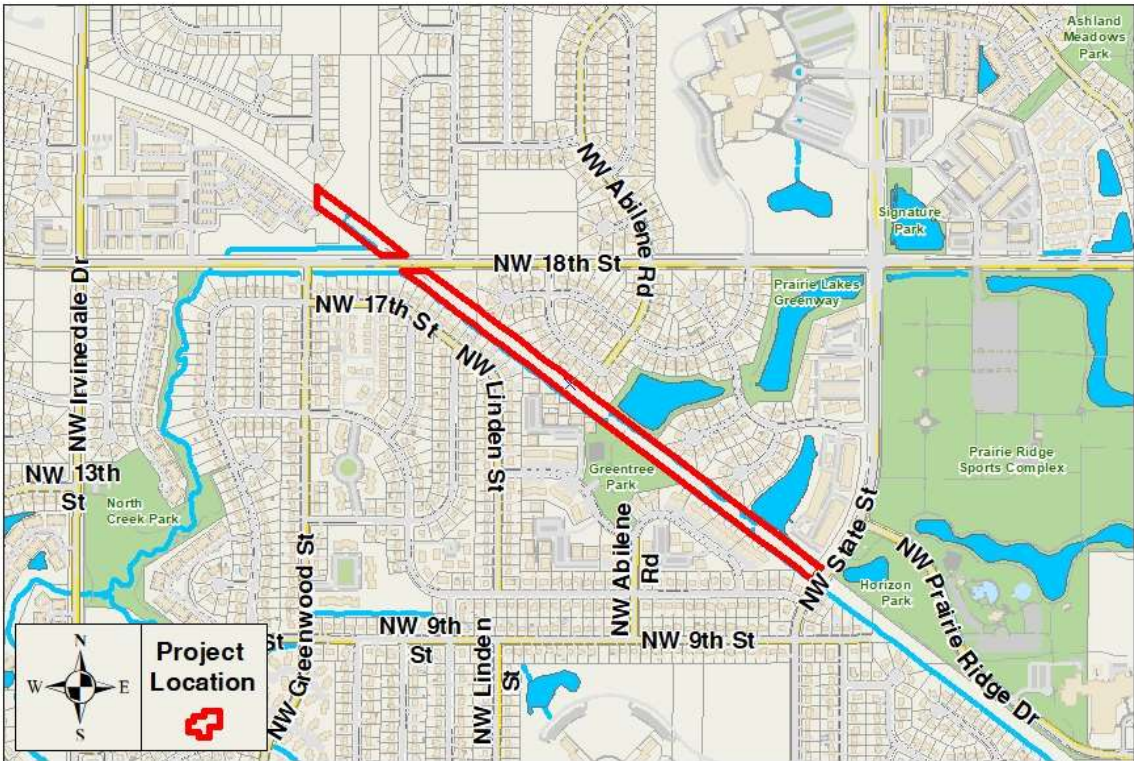 Ashland
Meadows
Park
NW Abilene Rd
Signature
Park
NW 18th St
Prairie Lakes
Greenway
NW Irvinedale Dr
NW 17th St
NW Linden St
NW 13th
St
North
Creek Park
Greentree
Park
Prairie Ridge
Sports Complex
NW Greenwood St
NW Abilene
Rd
NW State St
Horizon
Park
NW Prairie Ridge Dr
St
NW 9th
St
NW Linden
St
NW 9th St
N
W
E
S
Project
Location